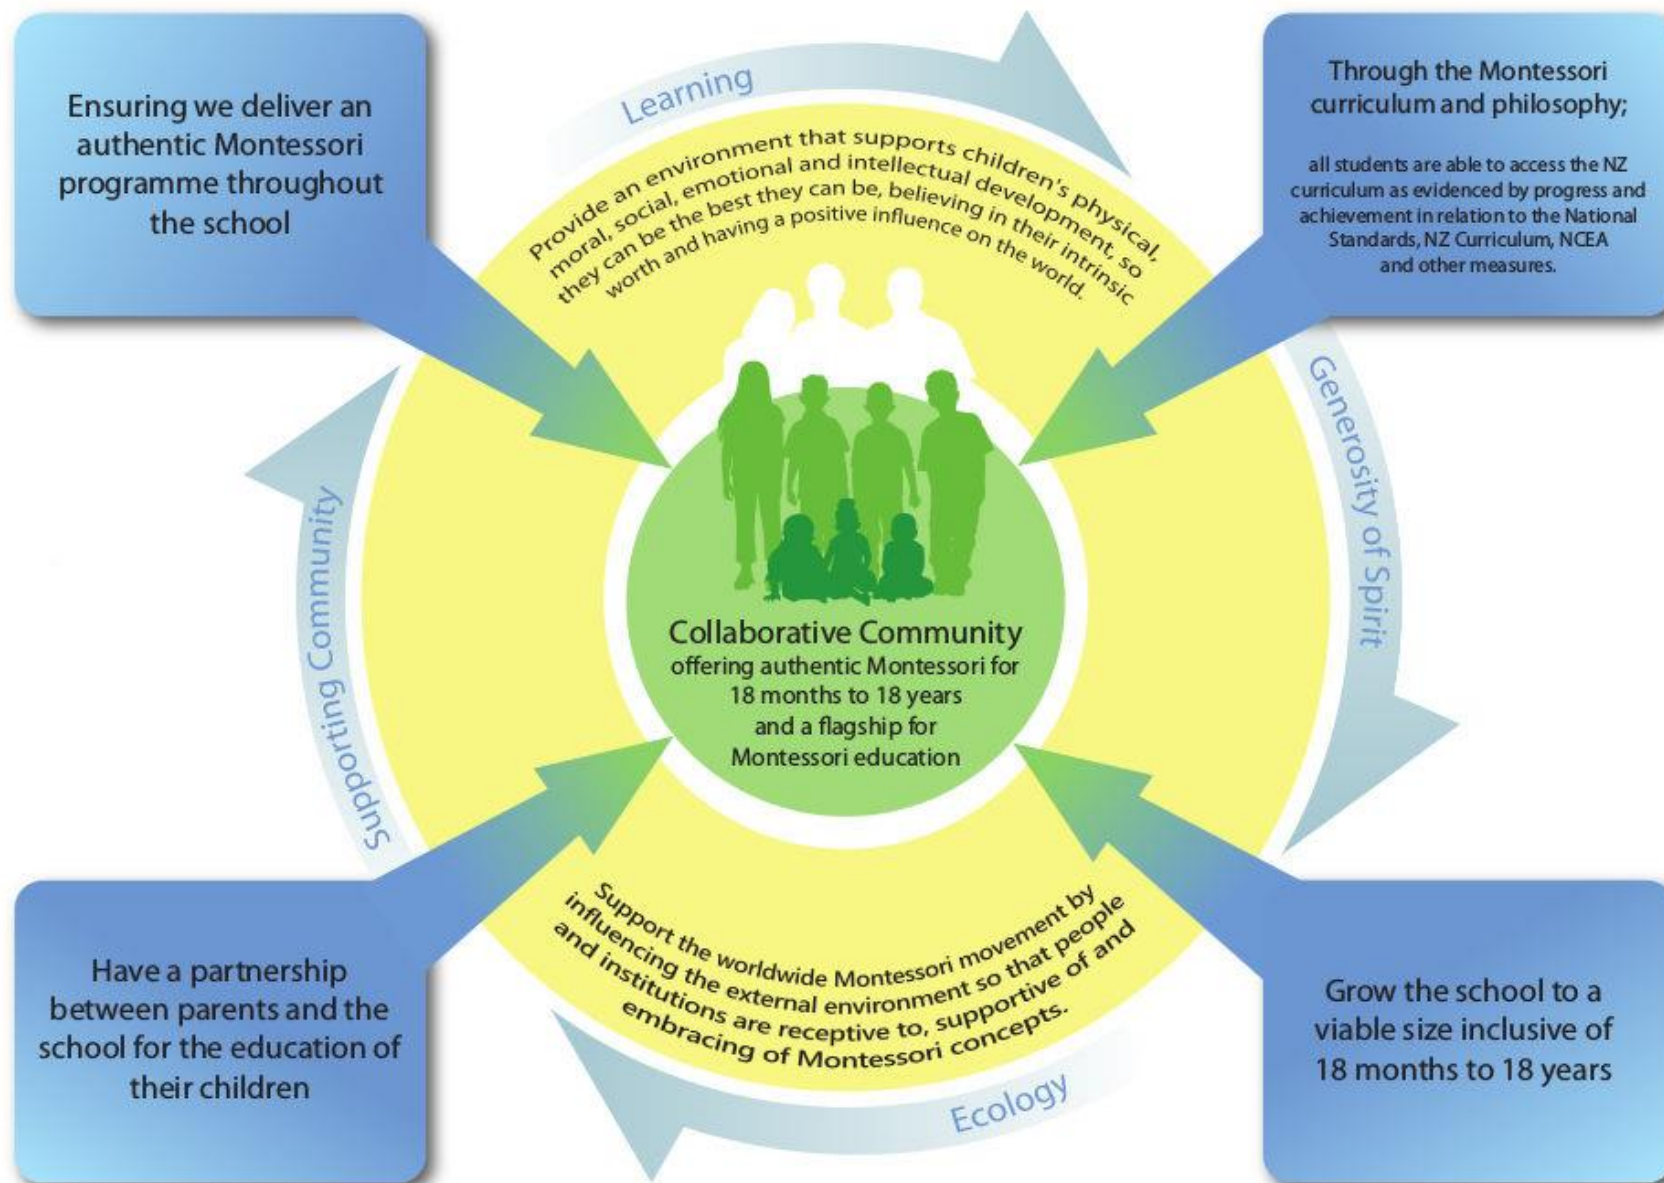 Ensuring we deliver an
authentic Montessori
programme throughout
the school
Learning
Through the Montessori
curriculum and philosophy;
all students are able to access the NZ
curriculum as evidenced by progress and
achievement in relation to the National
Standards, NZ Curriculum, NCEA
and other measures.
Provide an environment that supports children's physical,
moral, social, emotional and intellectual development, so
they can be the best they can be, believing in their intrinsic
worth and having a positive influence on the world.
Generosity of Spirit
Supporting Community
Collaborative Community
offering authentic Montessori for
18 months to 18 years
and a flagship for
Montessori education
Support the worldwide Montessori movement by
influencing the external environment so that people
and institutions are receptive to, supportive of and
embracing of Montessori concepts.
Have a partnership
between parents and the
school for the education of
their children
Ecology
Grow the school to a
viable size inclusive of
18 months to 18 years